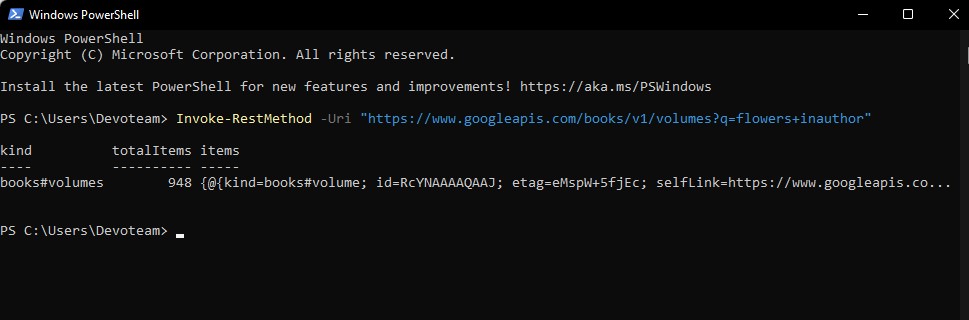 Windows PowerShell
Windows PowerShell
Copyright (C) Microsoft Corporation. All rights reserved.
Install the latest PowerShell for new features and improvements! https://aka.ms/PSWindows
PS C:\Users\Devoteam> Invoke-RestMethod -Uri "https://www.googleapis.com/books/v1/volumes?q=flowers+inauthor"
kind totalItems items
---- ---------- -----
books#volumes 948 {@{kind=books#volume; id=RcYNAAAAQAAJ; etag=eMspW+5fjEc; selfLink=https://www.googleapis.co...
PS C:\Users\Devoteam>